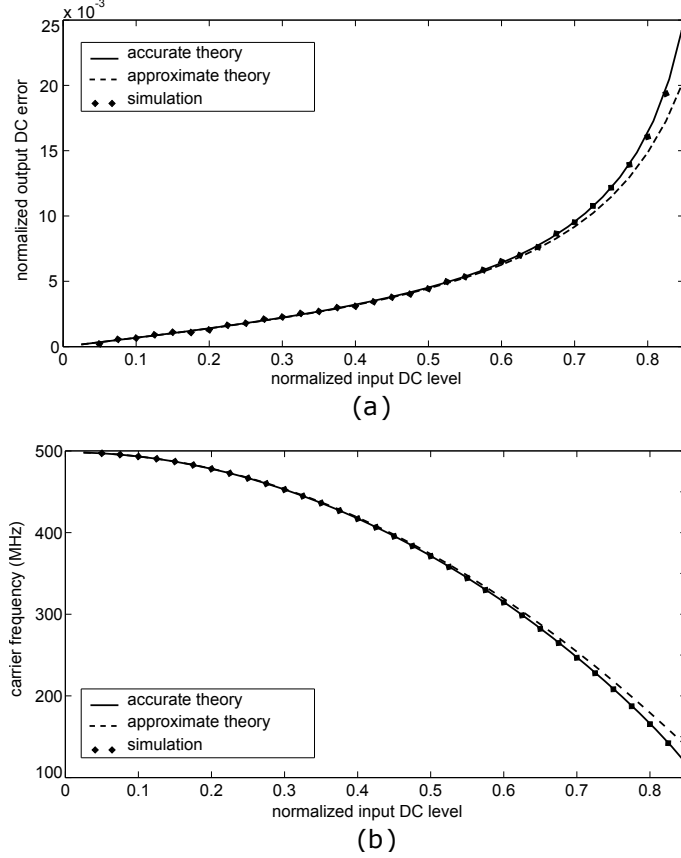 x 10⁻³
25
20
15
10
5
0
normalized output DC error
accurate theory
approximate theory
simulation
0 0.1 0.2 0.3 0.4 0.5 0.6 0.7 0.8
normalized input DC level
(a)
500
400
300
200
100
carrier frequency (MHz)
accurate theory
approximate theory
simulation
0 0.1 0.2 0.3 0.4 0.5 0.6 0.7 0.8
normalized input DC level
(b)